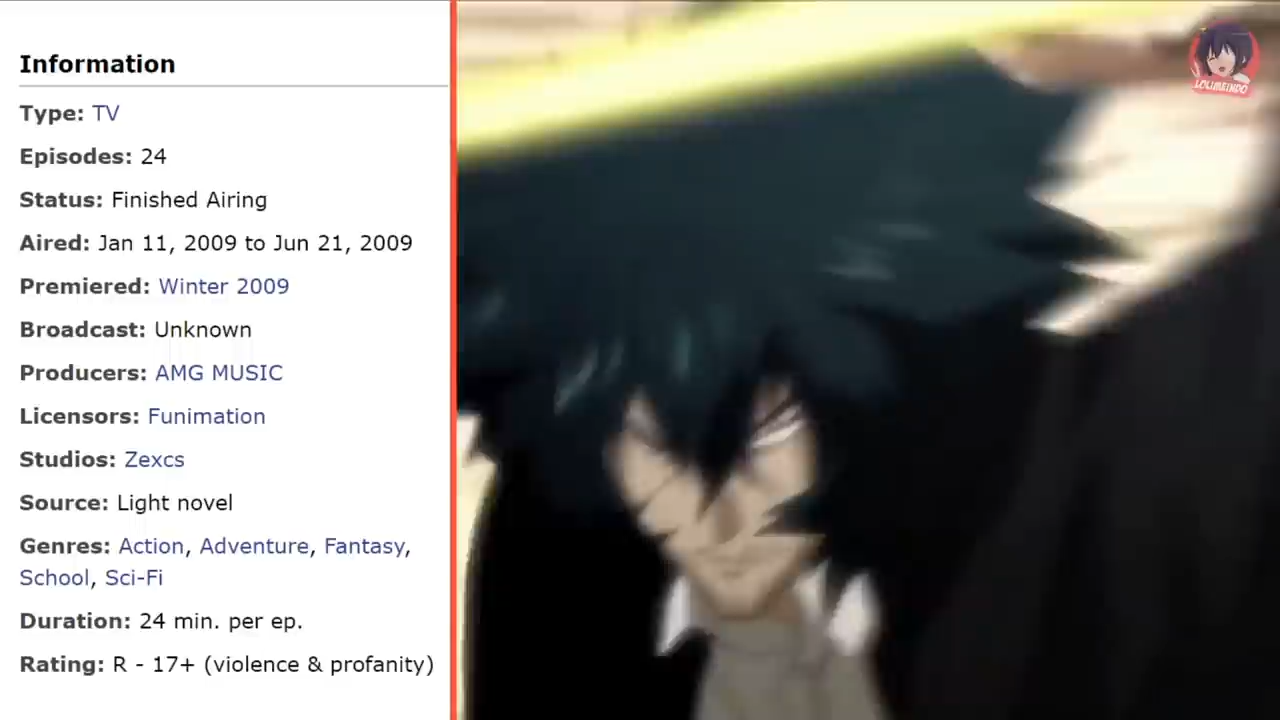 Information
Type: TV
Episodes: 24
Status: Finished Airing
Aired: Jan 11, 2009 to Jun 21, 2009
Premiered: Winter 2009
Broadcast: Unknown
Producers: AMG MUSIC
Licensors: Funimation
Studios: Zexcs
Source: Light novel
Genres: Action, Adventure, Fantasy,
School, Sci-Fi
Duration: 24 min. per ep.
Rating: R - 17+ (violence & profanity)
LOLIMEINDO